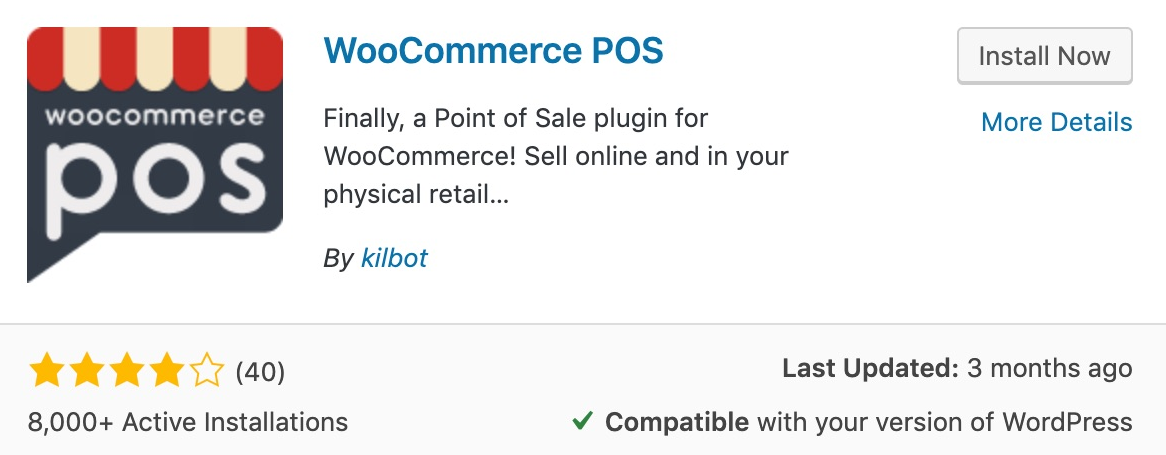 woocommerce
pos
WooCommerce POS
Finally, a Point of Sale plugin for
WooCommerce! Sell online and in your
physical retail...
By kilbot
Install Now
More Details
(40)
8,000+ Active Installations
Last Updated: 3 months ago
Compatible with your version of WordPress